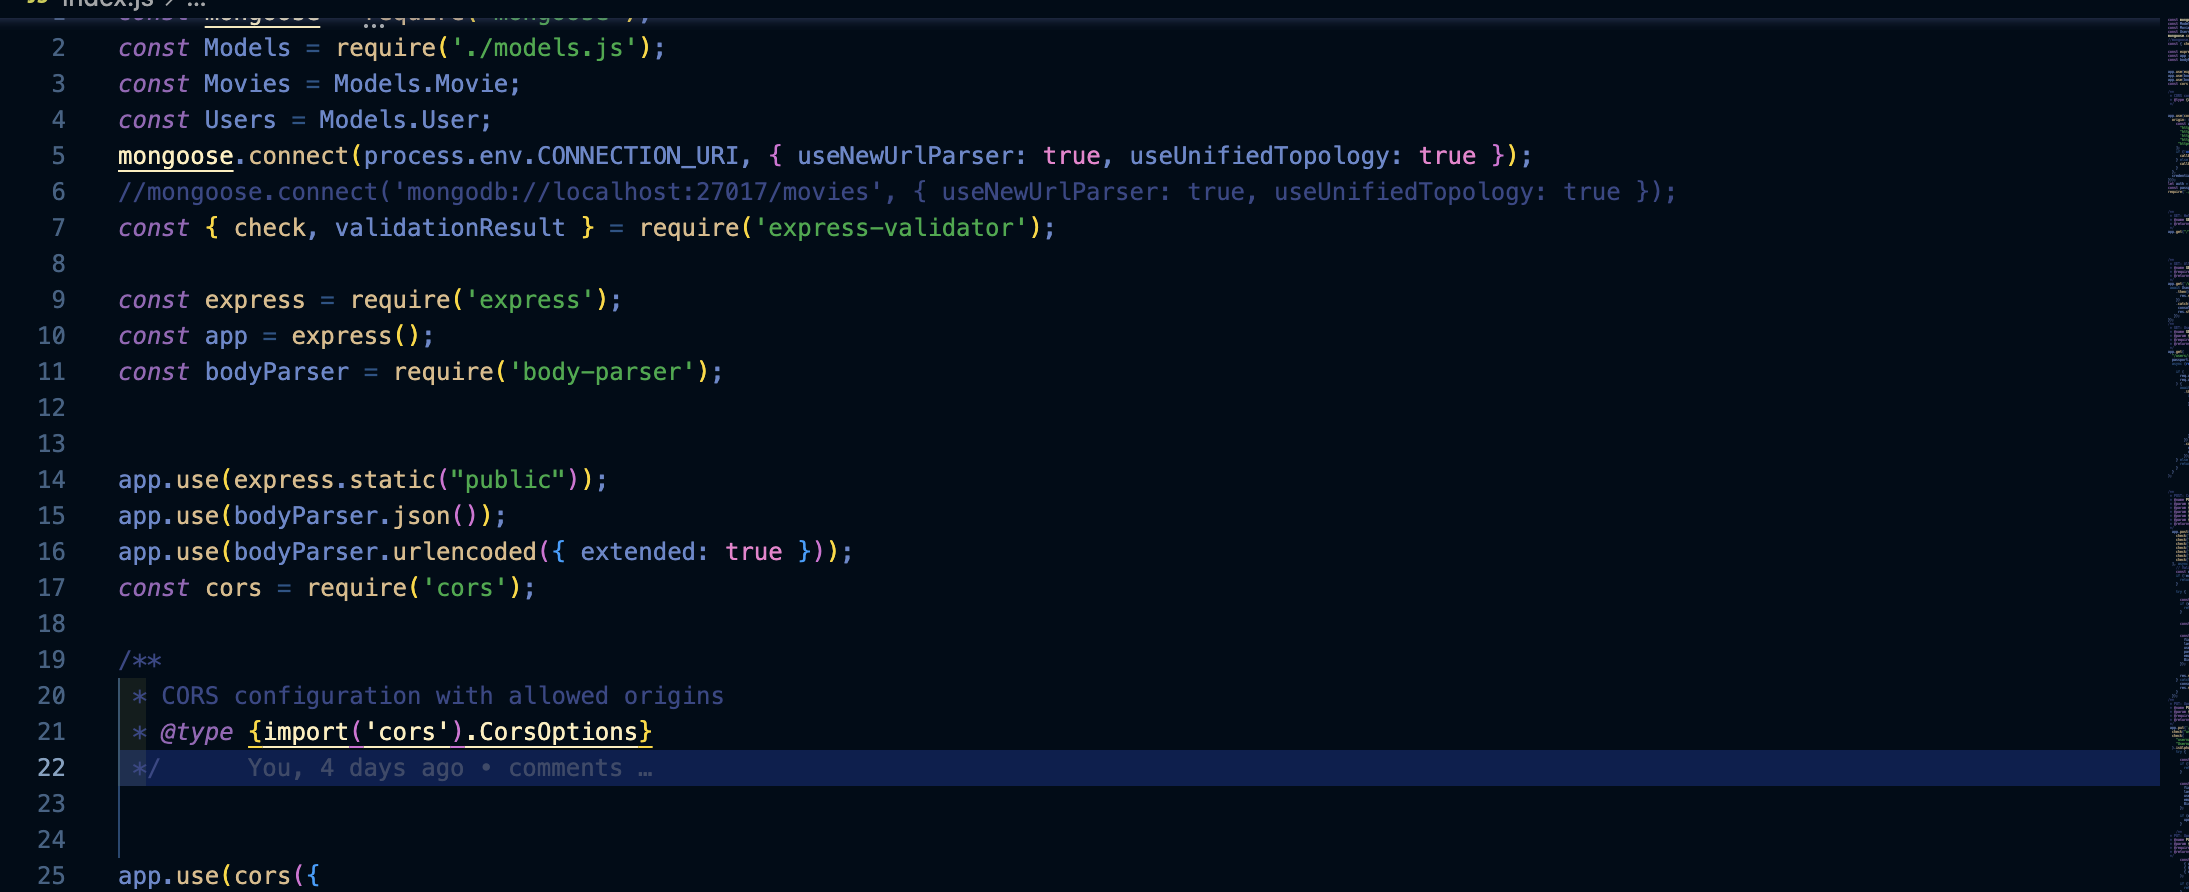 index.js > ...
1 const mongoose = require('mongoose');
2 const Models = require('./models.js');
3 const Movies = Models.Movie;
4 const Users = Models.User;
5 mongoose.connect(process.env.CONNECTION_URI, { useNewUrlParser: true, useUnifiedTopology: true });
6 //mongoose.connect('mongodb://localhost:27017/movies', { useNewUrlParser: true, useUnifiedTopology: true });
7 const { check, validationResult } = require('express-validator');
8
9 const express = require('express');
10 const app = express();
11 const bodyParser = require('body-parser');
12
13
14 app.use(express.static("public"));
15 app.use(bodyParser.json());
16 app.use(bodyParser.urlencoded({ extended: true }));
17 const cors = require('cors');
18
19 /**
20 * CORS configuration with allowed origins
21 * @type {import('cors').CorsOptions}
22 */ You, 4 days ago • comments …
23
24
25 app.use(cors({